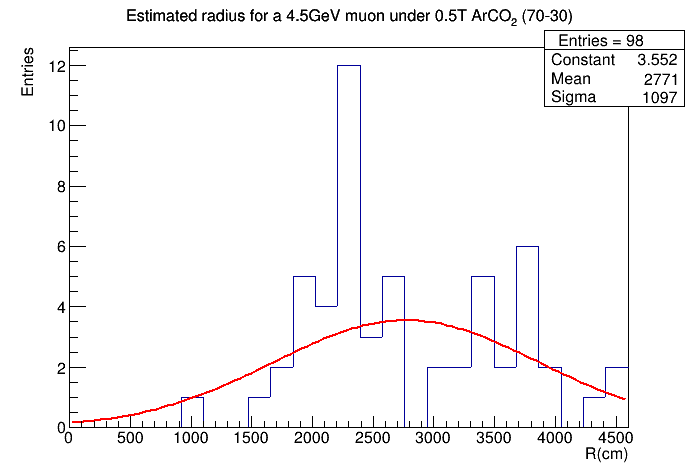 Estimated radius for a 4.5GeV muon under 0.5T ArCO2 (70-30)
Entries = 98
Constant 3.552
Mean 2771
Sigma 1097
Entries
12
10
8
6
4
2
0
0 500 1000 1500 2000 2500 3000 3500 4000 4500
R(cm)